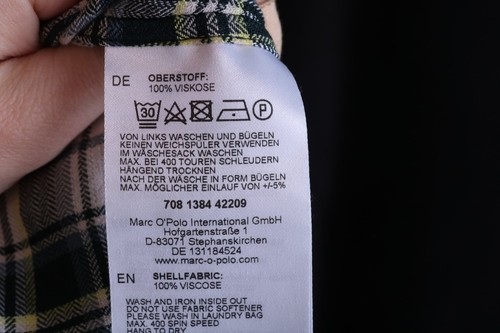 DE OBERSTOFF:
100% VISKOSE
30 P
VON LINKS WASCHEN UND BÜGELN
KEINEN WEICHSPÜLER VERWENDEN
IM WÄSCHESACK WASCHEN
MAX. BEI 400 TOUREN SCHLEUDERN
HÄNGEND TROCKNEN
NACH DER WÄSCHE IN FORM BÜGELN
MAX. MÖGLICHER EINLAUF VON +/-5%
708 1384 42209
Marc O'Polo International GmbH
Hofgartenstraße 1
D-83071 Stephanskirchen
DE 131184524
www.marc-o-polo.com
EN SHELLFABRIC:
100% VISCOSE
WASH AND IRON INSIDE OUT
DO NOT USE FABRIC SOFTENER
PLEASE WASH IN LAUNDRY BAG
MAX. 400 SPIN SPEED
HANG TO DRY